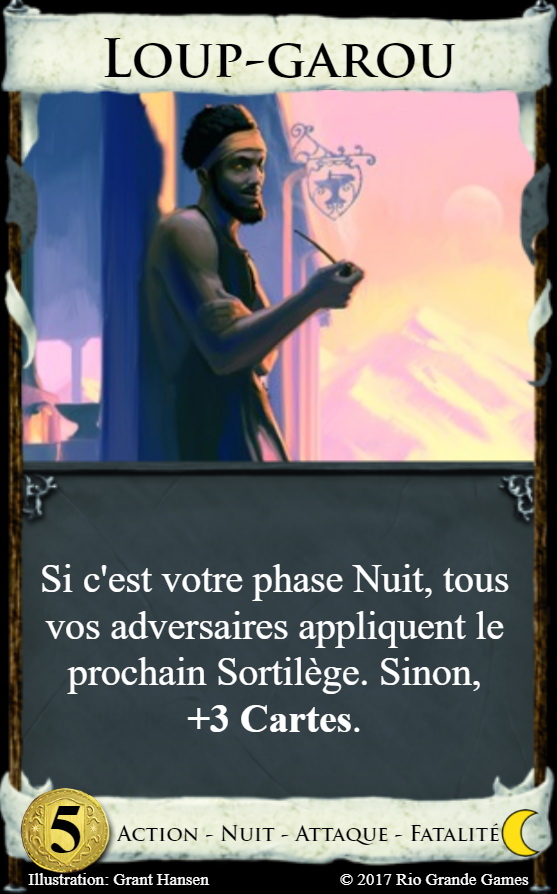 Loup-garou
Si c'est votre phase Nuit, tous
vos adversaires appliquent le
prochain Sortilège. Sinon,
+3 Cartes.
5
Action - Nuit - Attaque - Fatalité
Illustration: Grant Hansen
© 2017 Rio Grande Games